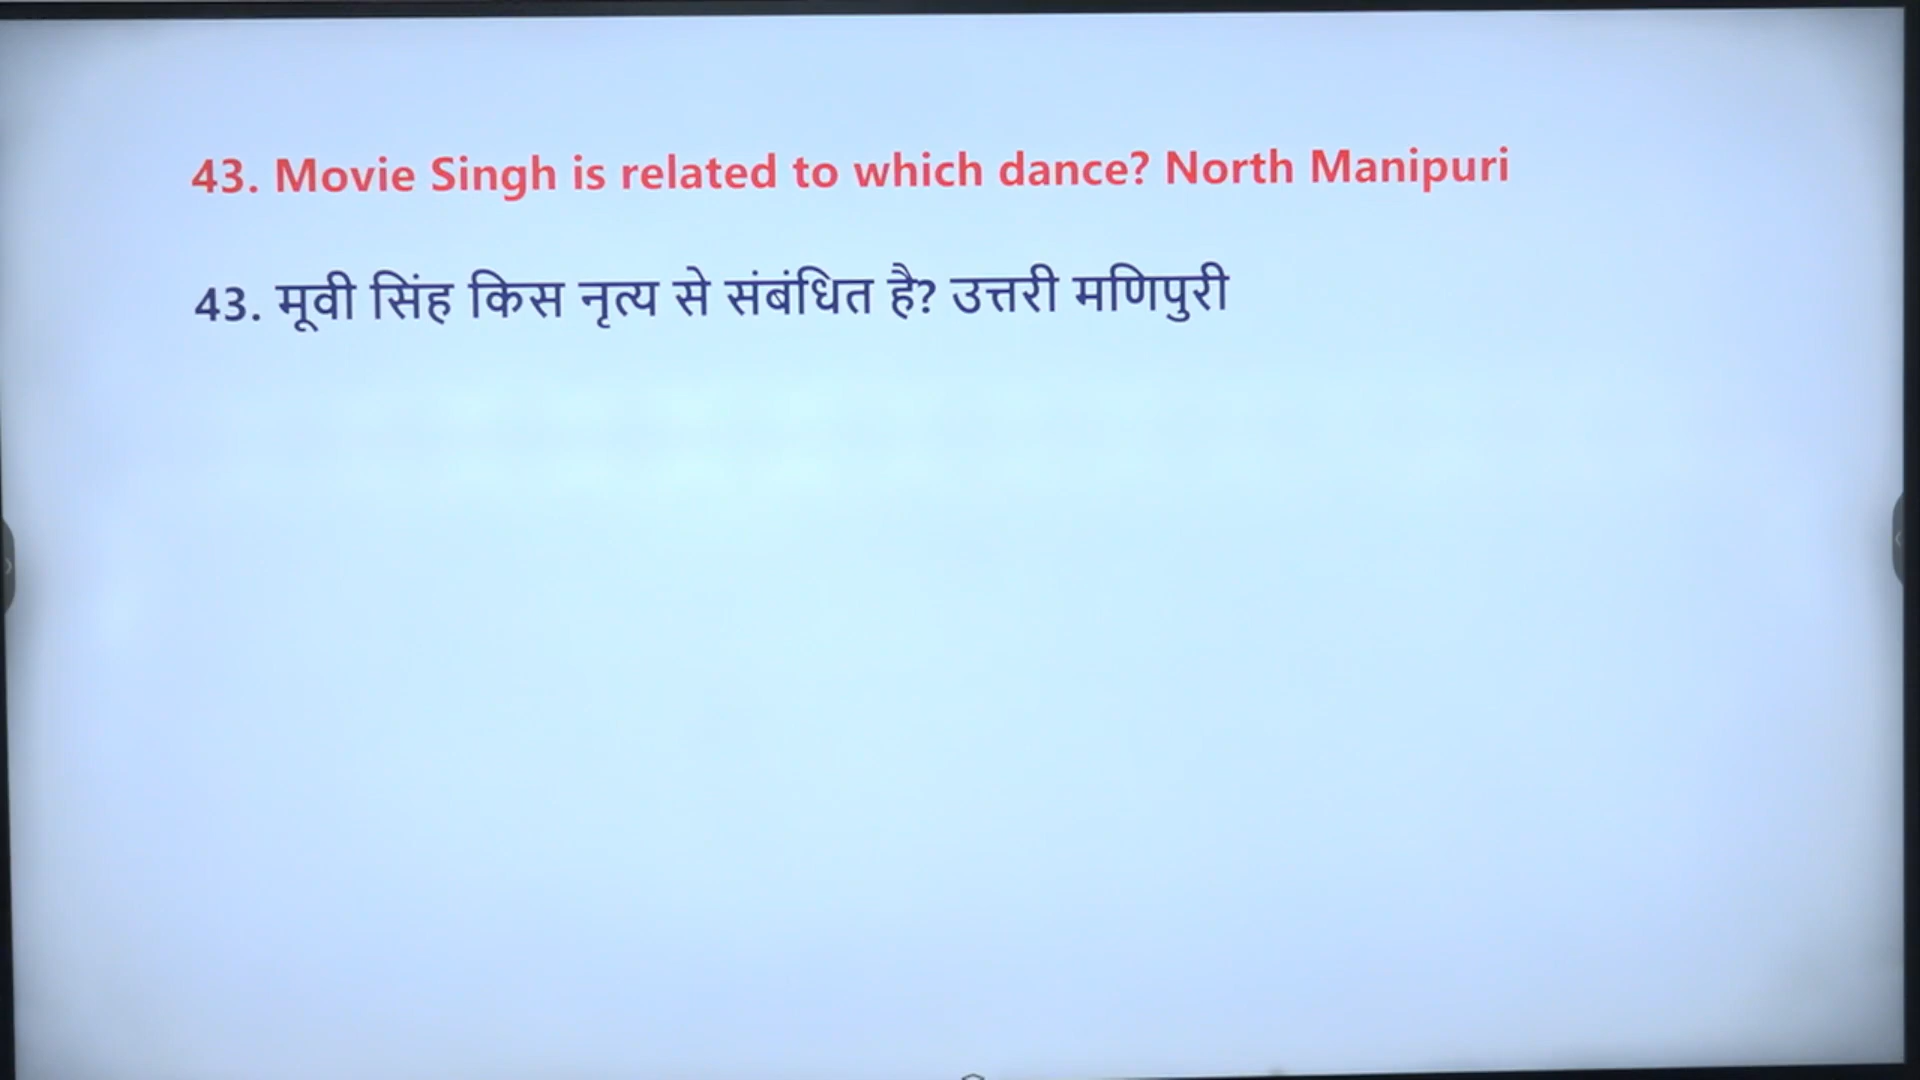 43. Movie Singh is related to which dance? North Manipuri
43. मूवी सिंह किस नृत्य से संबंधित है? उत्तरी मणिपुरी